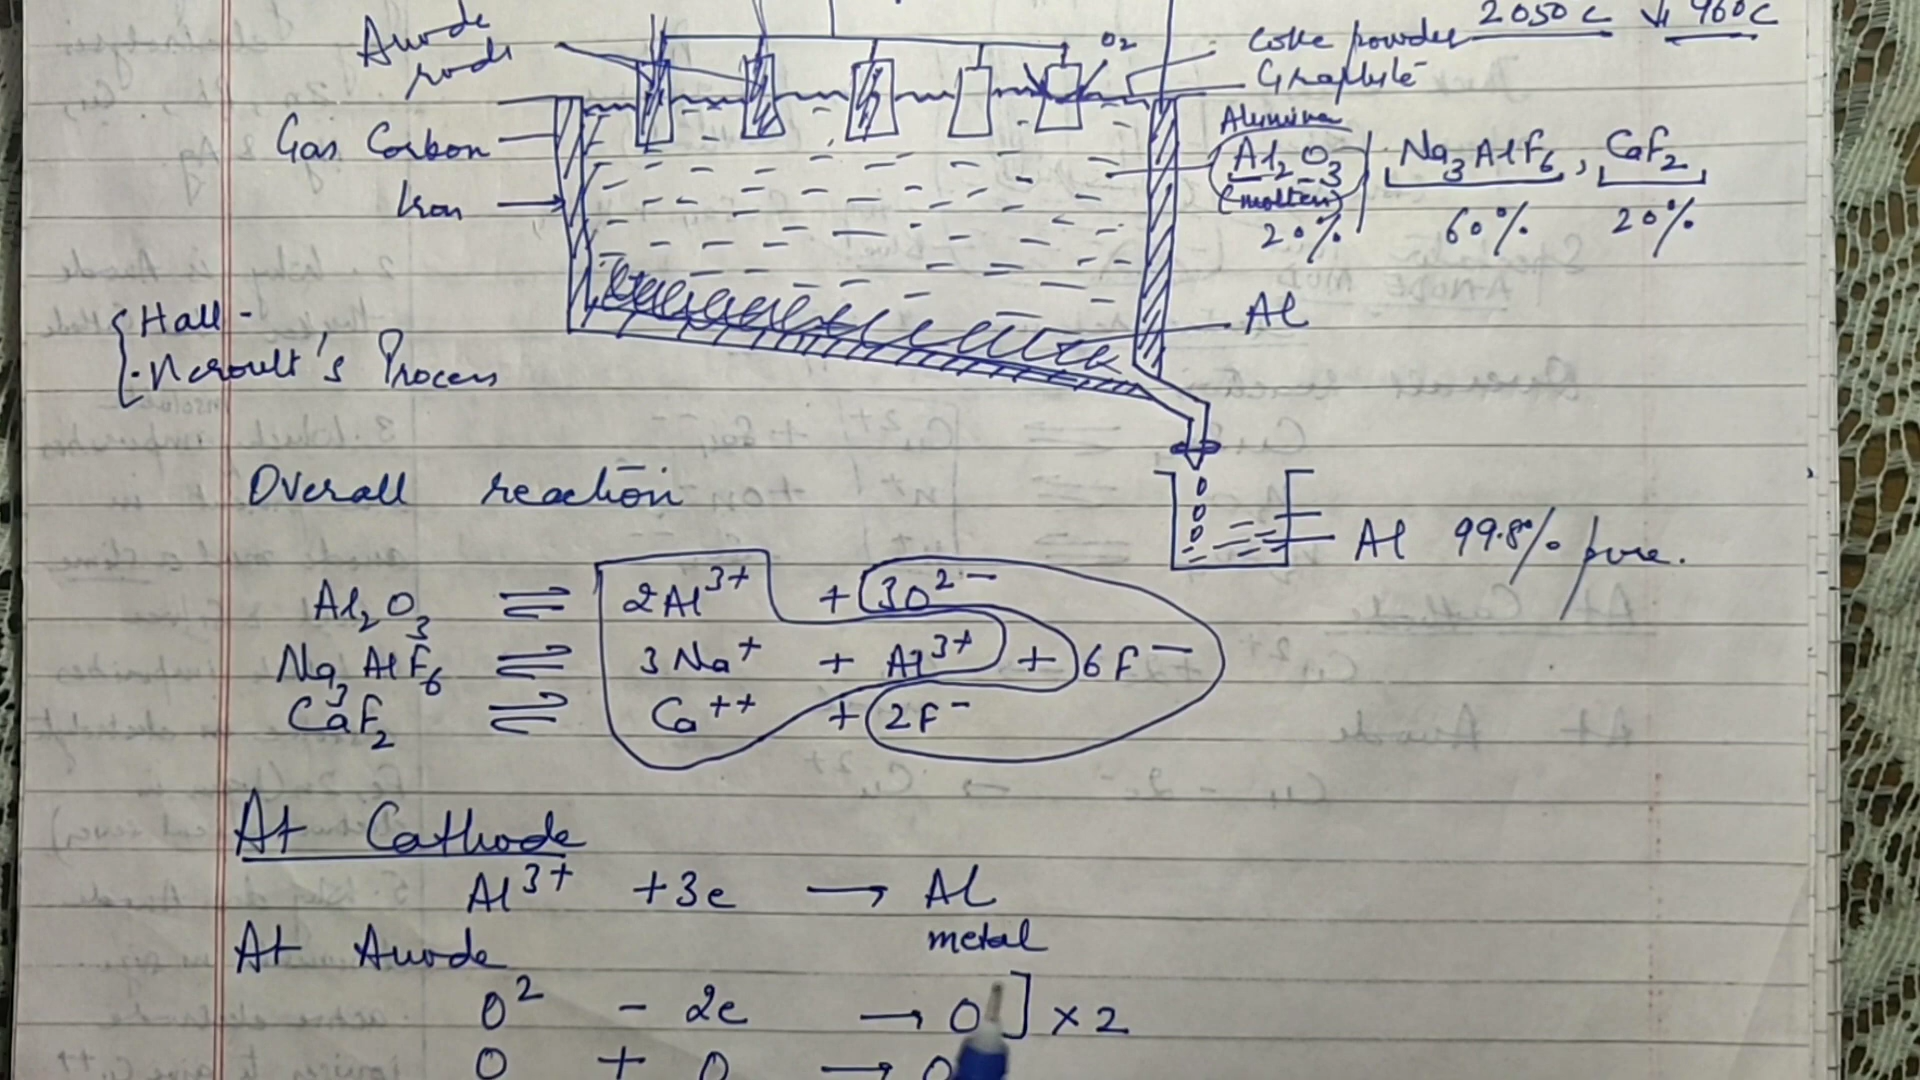 2050 C ↓ 960 C
Anode rods
O2
Coke powder
Graphite
Gas Carbon
Iron
Alumina
Al₂O₃ | Na₃AlF₆, CaF₂
(molten)
20% 60% 20%
Al
{Hall -
Heroult's Process
Overall reaction
Al 99.8% pure.
Al₂O₃ ⇌ 2Al³⁺ + 3O²⁻
Na₃AlF₆ ⇌ 3Na⁺ + Al³⁺ + 6F⁻
CaF₂ ⇌ Ca⁺⁺ + 2F⁻
At Cathode
Al³⁺ + 3e → Al
metal
At Anode
O² - 2e → O ] × 2
O + O → O